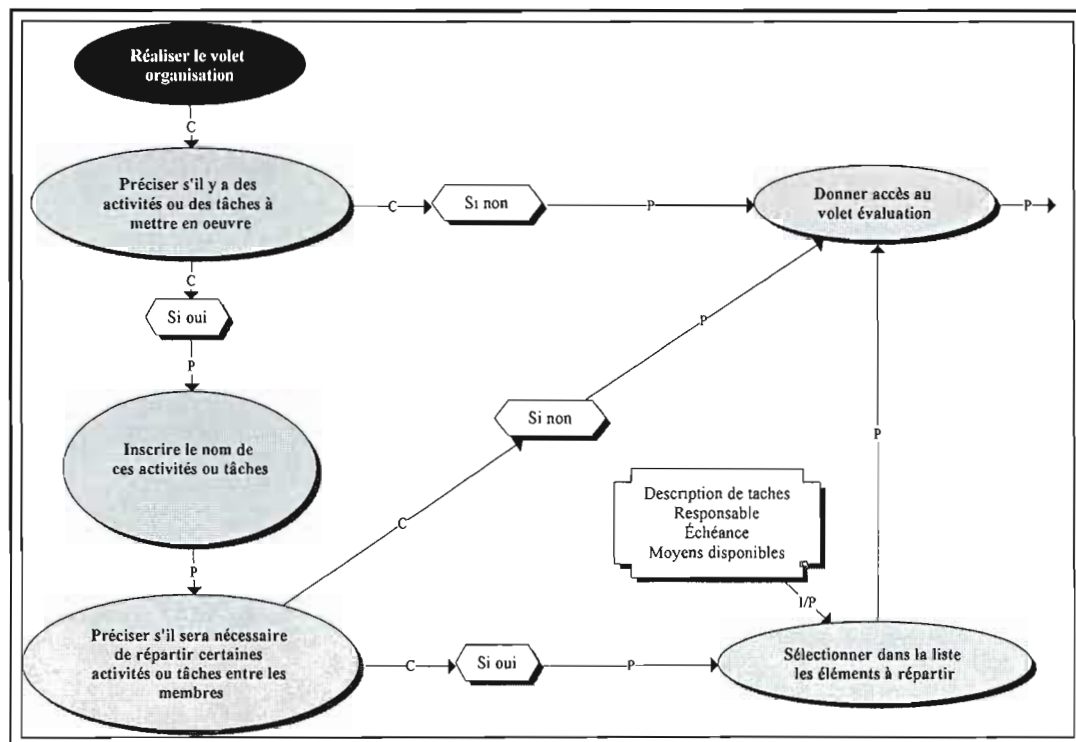 Réaliser le volet
organisation
C
Préciser s'il y a des
activités ou des tâches à
mettre en oeuvre
C
Si non
P
Donner accès au
volet évaluation
P
C
Si oui
P
Inscrire le nom de
ces activités ou tâches
P
C
Si non
P
P
Description de taches
Responsable
Échéance
Moyens disponibles
I/P
Préciser s'il sera nécessaire
de répartir certaines
activités ou tâches entre les
membres
C
Si oui
P
Sélectionner dans la liste
les éléments à répartir